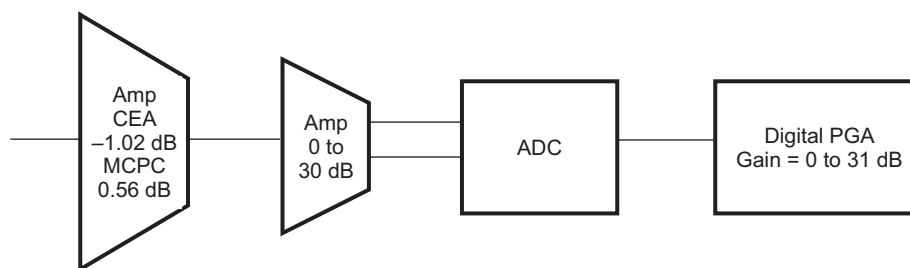 Amp
CEA
–1.02 dB
MCPC
0.56 dB
Amp
0 to
30 dB
ADC
Digital PGA
Gain = 0 to 31 dB